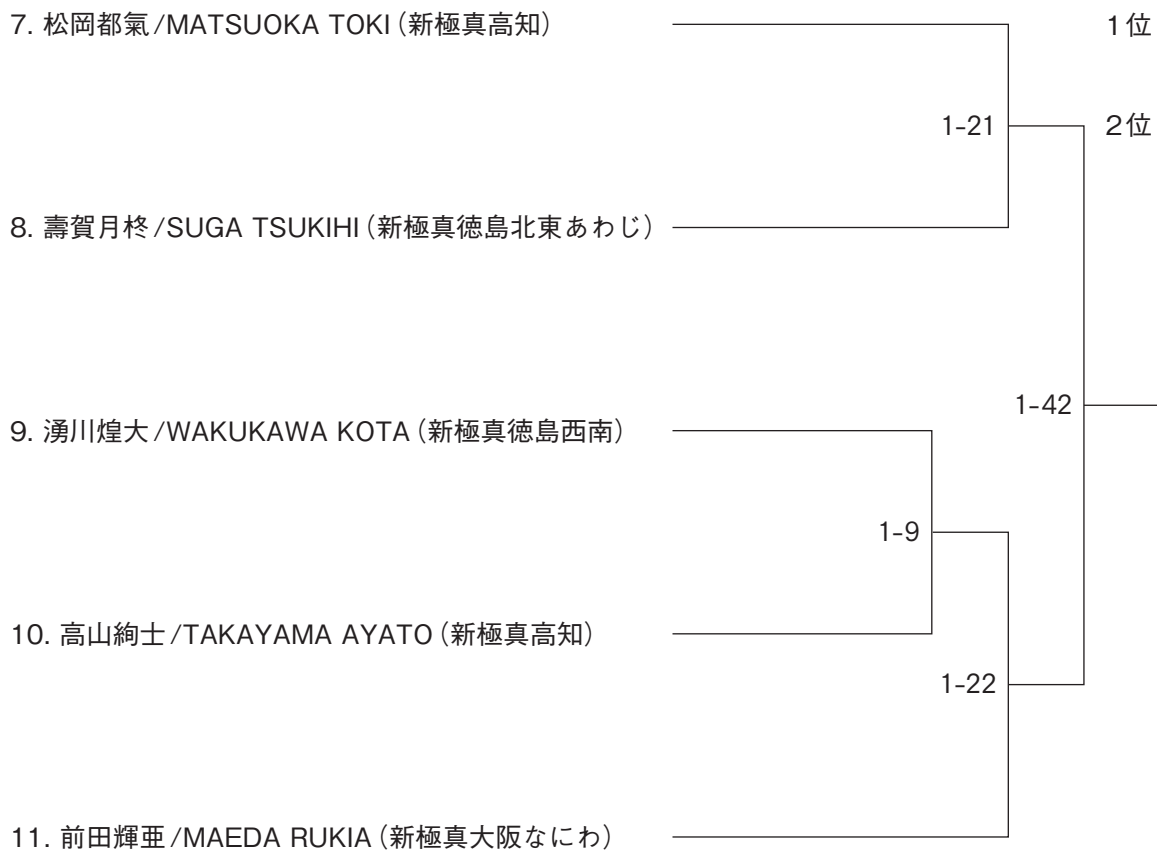 7. 松岡都氣/MATSUOKA TOKI（新極真高知）
1位
1-21
2位
8. 壽賀月柊/SUGA TSUKIHI（新極真徳島北東あわじ）
1-42
9. 湧川煌大/WAKUKAWA KOTA（新極真徳島西南）
1-9
10. 高山絢士/TAKAYAMA AYATO（新極真高知）
1-22
11. 前田輝亜/MAEDA RUKIA（新極真大阪なにわ）